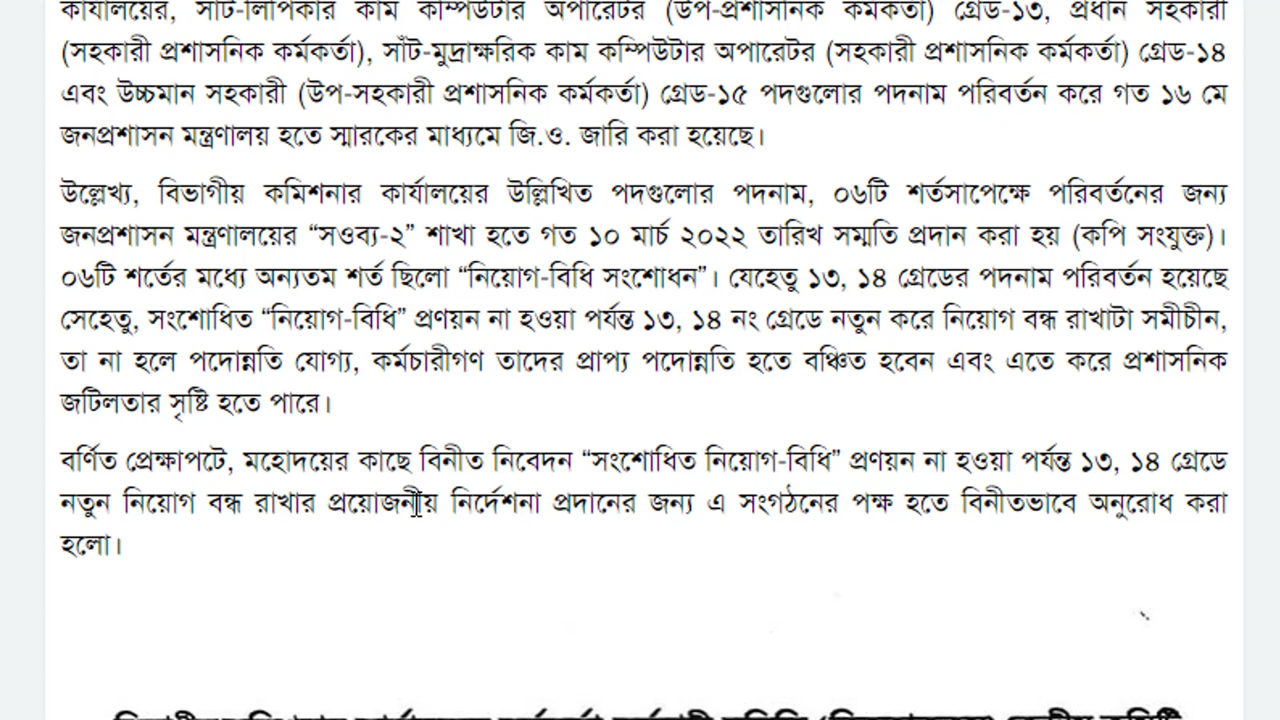 কার্যালয়ের, সাঁট-লিপিকার কাম কম্পিউটার অপারেটর (উপ-প্রশাসনিক কর্মকর্তা) গ্রেড-১৩, প্রধান সহকারী
(সহকারী প্রশাসনিক কর্মকর্তা), সাঁট-মুদ্রাক্ষরিক কাম কম্পিউটার অপারেটর (সহকারী প্রশাসনিক কর্মকর্তা) গ্রেড-১৪
এবং উচ্চমান সহকারী (উপ-সহকারী প্রশাসনিক কর্মকর্তা) গ্রেড-১৫ পদগুলোর পদনাম পরিবর্তন করে গত ১৬ মে
জনপ্রশাসন মন্ত্রণালয় হতে স্মারকের মাধ্যমে জি.ও. জারি করা হয়েছে।
উল্লেখ্য, বিভাগীয় কমিশনার কার্যালয়ের উল্লিখিত পদগুলোর পদনাম, ০৬টি শর্তসাপেক্ষে পরিবর্তনের জন্য
জনপ্রশাসন মন্ত্রণালয়ের “সওব্য-২” শাখা হতে গত ১০ মার্চ ২০২২ তারিখ সম্মতি প্রদান করা হয় (কপি সংযুক্ত)।
০৬টি শর্তের মধ্যে অন্যতম শর্ত ছিলো “নিয়োগ-বিধি সংশোধন”। যেহেতু ১৩, ১৪ গ্রেডের পদনাম পরিবর্তন হয়েছে
সেহেতু, সংশোধিত “নিয়োগ-বিধি” প্রণয়ন না হওয়া পর্যন্ত ১৩, ১৪ নং গ্রেডে নতুন করে নিয়োগ বন্ধ রাখাটা সমীচীন,
তা না হলে পদোন্নতি যোগ্য, কর্মচারীগণ তাদের প্রাপ্য পদোন্নতি হতে বঞ্চিত হবেন এবং এতে করে প্রশাসনিক
জটিলতার সৃষ্টি হতে পারে।
বর্ণিত প্রেক্ষাপটে, মহোদয়ের কাছে বিনীত নিবেদন “সংশোধিত নিয়োগ-বিধি” প্রণয়ন না হওয়া পর্যন্ত ১৩, ১৪ গ্রেডে
নতুন নিয়োগ বন্ধ রাখার প্রয়োজনীয় নির্দেশনা প্রদানের জন্য এ সংগঠনের পক্ষ হতে বিনীতভাবে অনুরোধ করা
হলো।